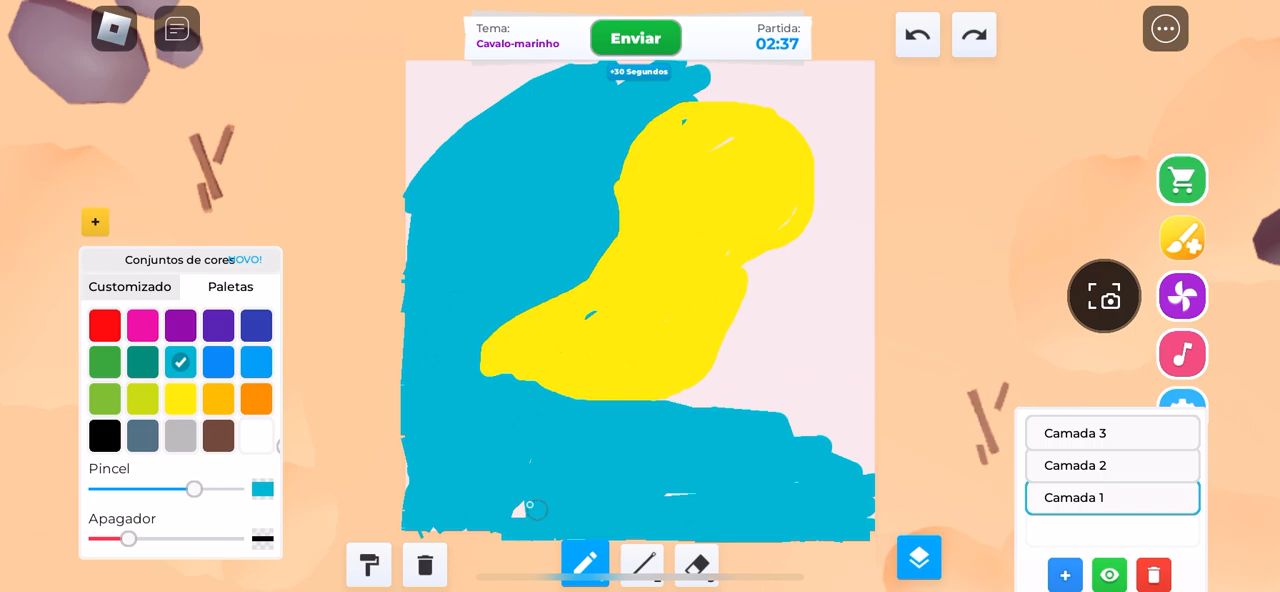 Tema:
Cavalo-marinho
Enviar
Partida:
02:37
+30 Segundos
+
Conjuntos de cores
NOVO!
Customizado
Paletas
Pincel
Apagador
Camada 3
Camada 2
Camada 1
+